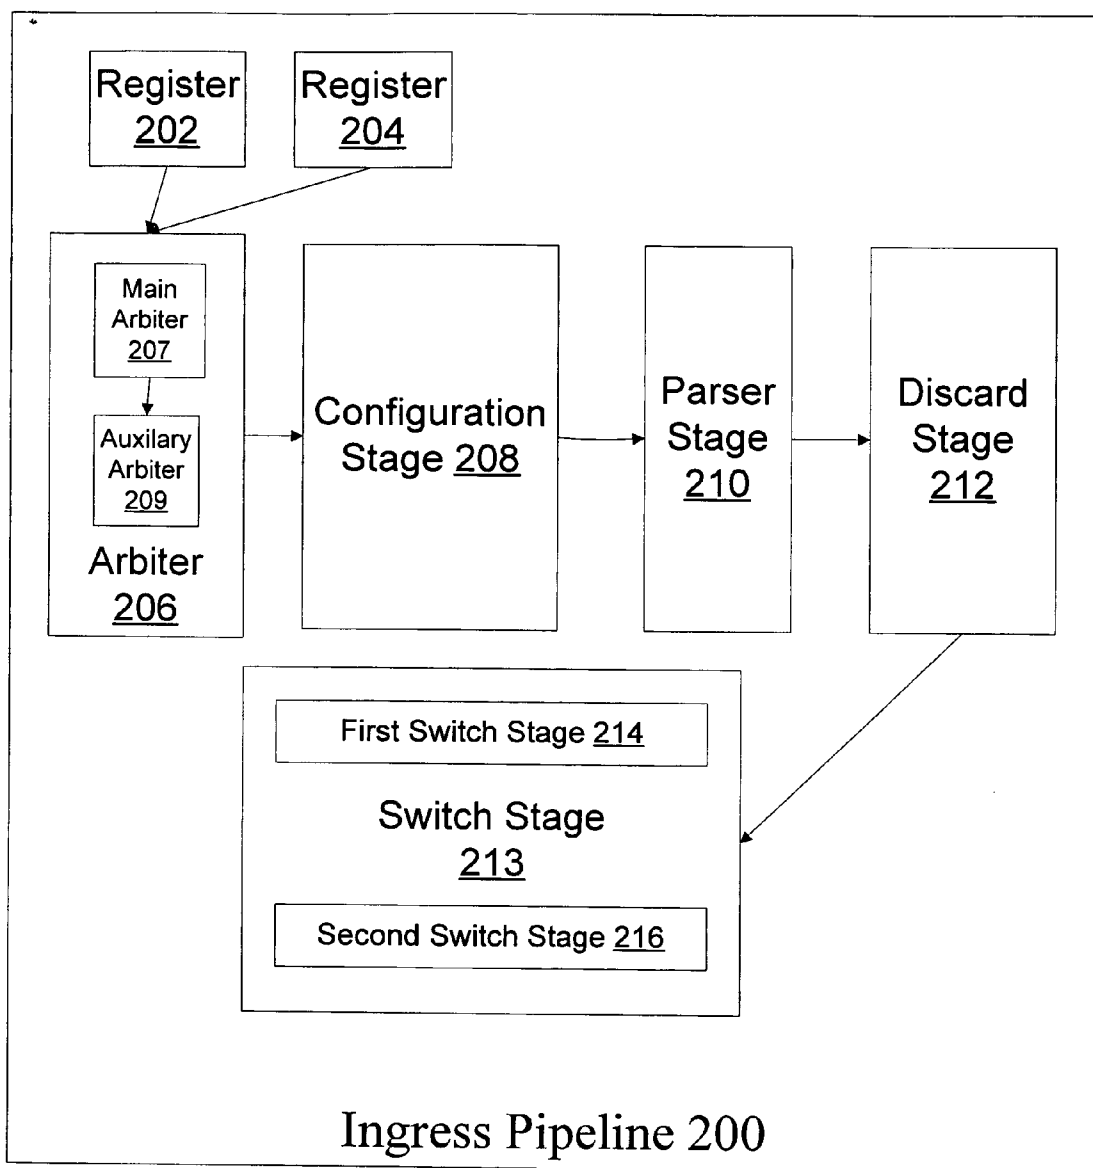 Register
202
Register
204
Main
Arbiter
207
Auxilary
Arbiter
209
Arbiter
206
Configuration
Stage 208
Parser
Stage
210
Discard
Stage
212
First Switch Stage 214
Switch Stage
213
Second Switch Stage 216
Ingress Pipeline 200